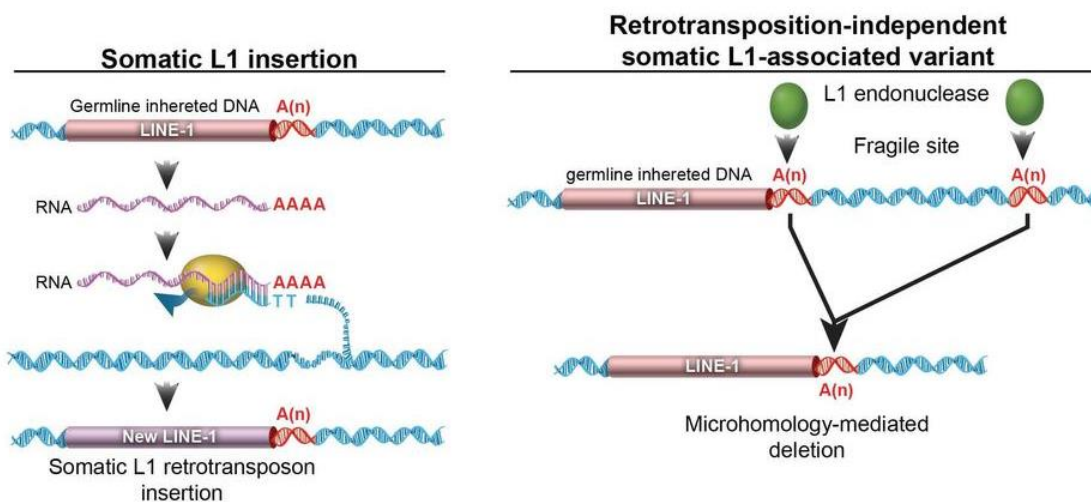 Somatic L1 insertion
Germline inhereted DNA
A(n)
LINE-1
RNA
AAAA
RNA
AAAA
TT
A(n)
New LINE-1
Somatic L1 retrotransposon
insertion
Retrotransposition-independent
somatic L1-associated variant
L1 endonuclease
Fragile site
germline inhereted DNA
A(n)
A(n)
LINE-1
LINE-1
A(n)
Microhomology-mediated
deletion